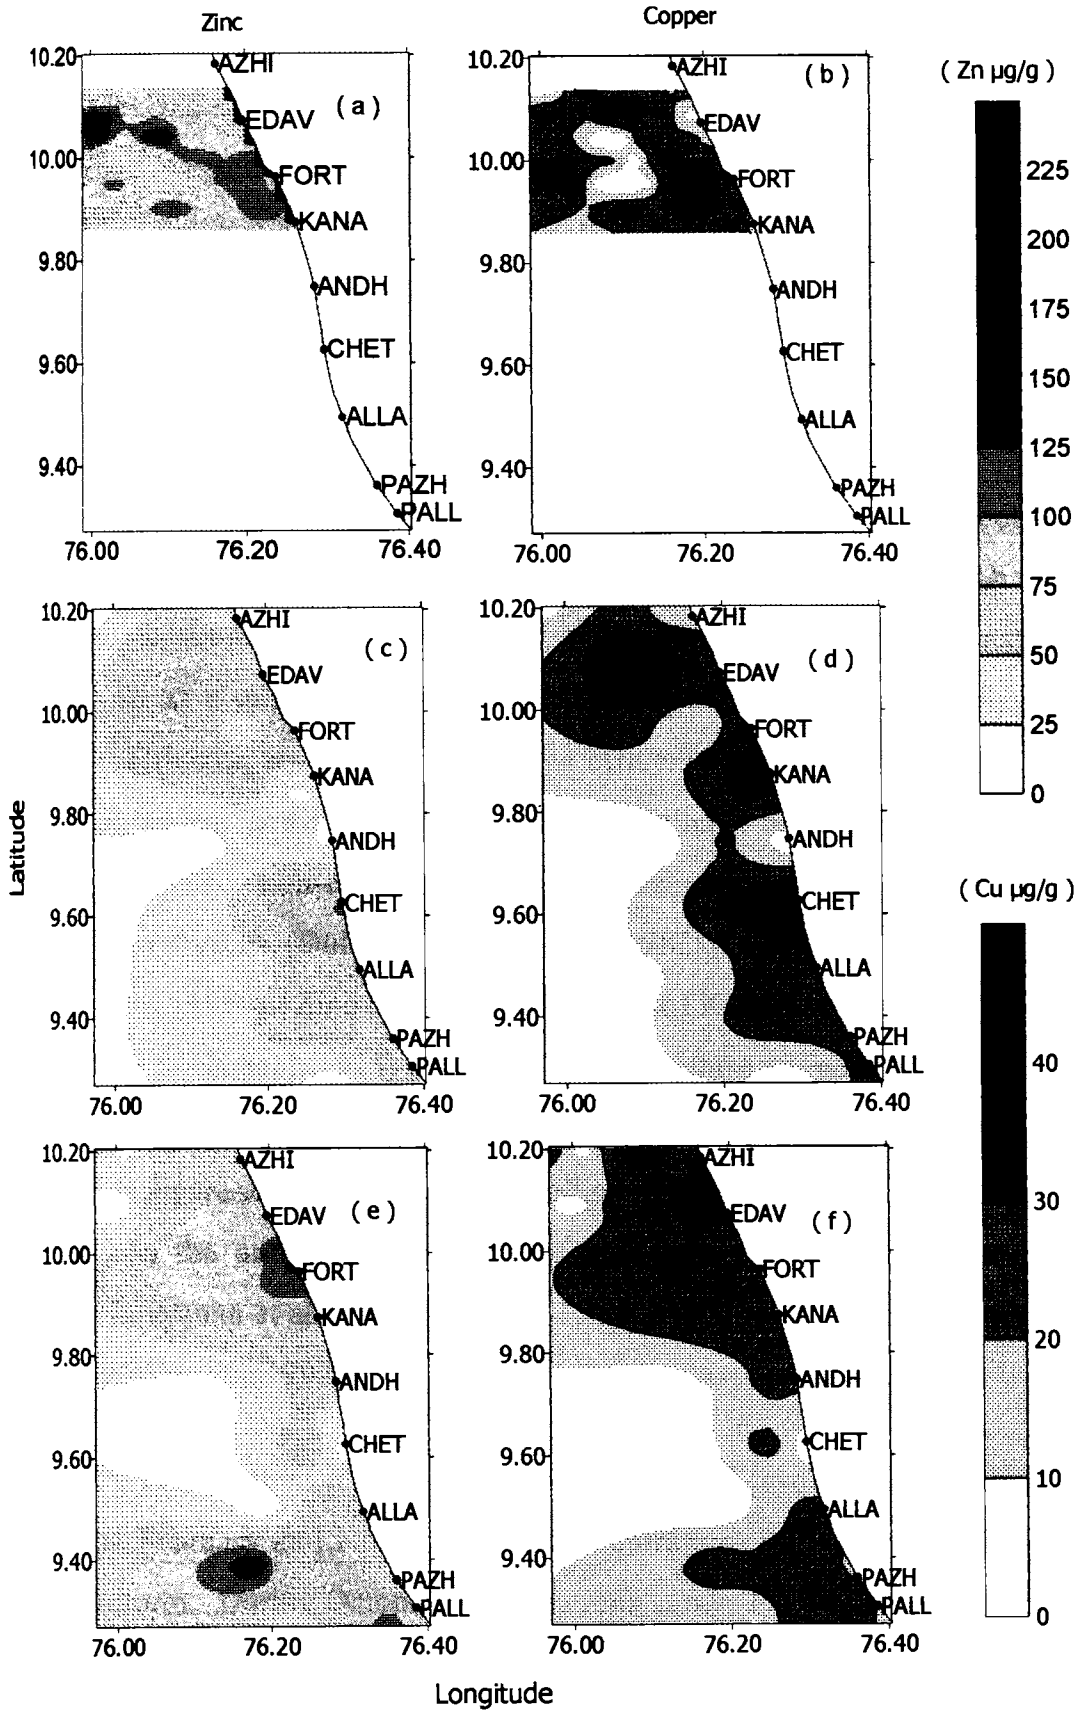 Zinc
Copper
10.20
10.00
9.80
9.60
9.40
76.00
76.20
76.40
AZHI
EDAV
FORT
KANA
ANDH
CHET
ALLA
PAZH
PALL
( a )
10.20
10.00
9.80
9.60
9.40
76.00
76.20
76.40
AZHI
EDAV
FORT
KANA
ANDH
CHET
ALLA
PAZH
PALL
( b )
( Zn µg/g )
225
200
175
150
125
100
75
50
25
0
10.20
10.00
9.80
9.60
9.40
76.00
76.20
76.40
AZHI
EDAV
FORT
KANA
ANDH
CHET
ALLA
PAZH
PALL
( c )
10.20
10.00
9.80
9.60
9.40
76.00
76.20
76.40
AZHI
EDAV
FORT
KANA
ANDH
CHET
ALLA
PAZH
PALL
( d )
Latitude
( Cu µg/g )
40
30
20
10
0
10.20
10.00
9.80
9.60
9.40
76.00
76.20
76.40
AZHI
EDAV
FORT
KANA
ANDH
CHET
ALLA
PAZH
PALL
( e )
10.20
10.00
9.80
9.60
9.40
76.00
76.20
76.40
AZHI
EDAV
FORT
KANA
ANDH
CHET
ALLA
PAZH
PALL
( f )
Longitude